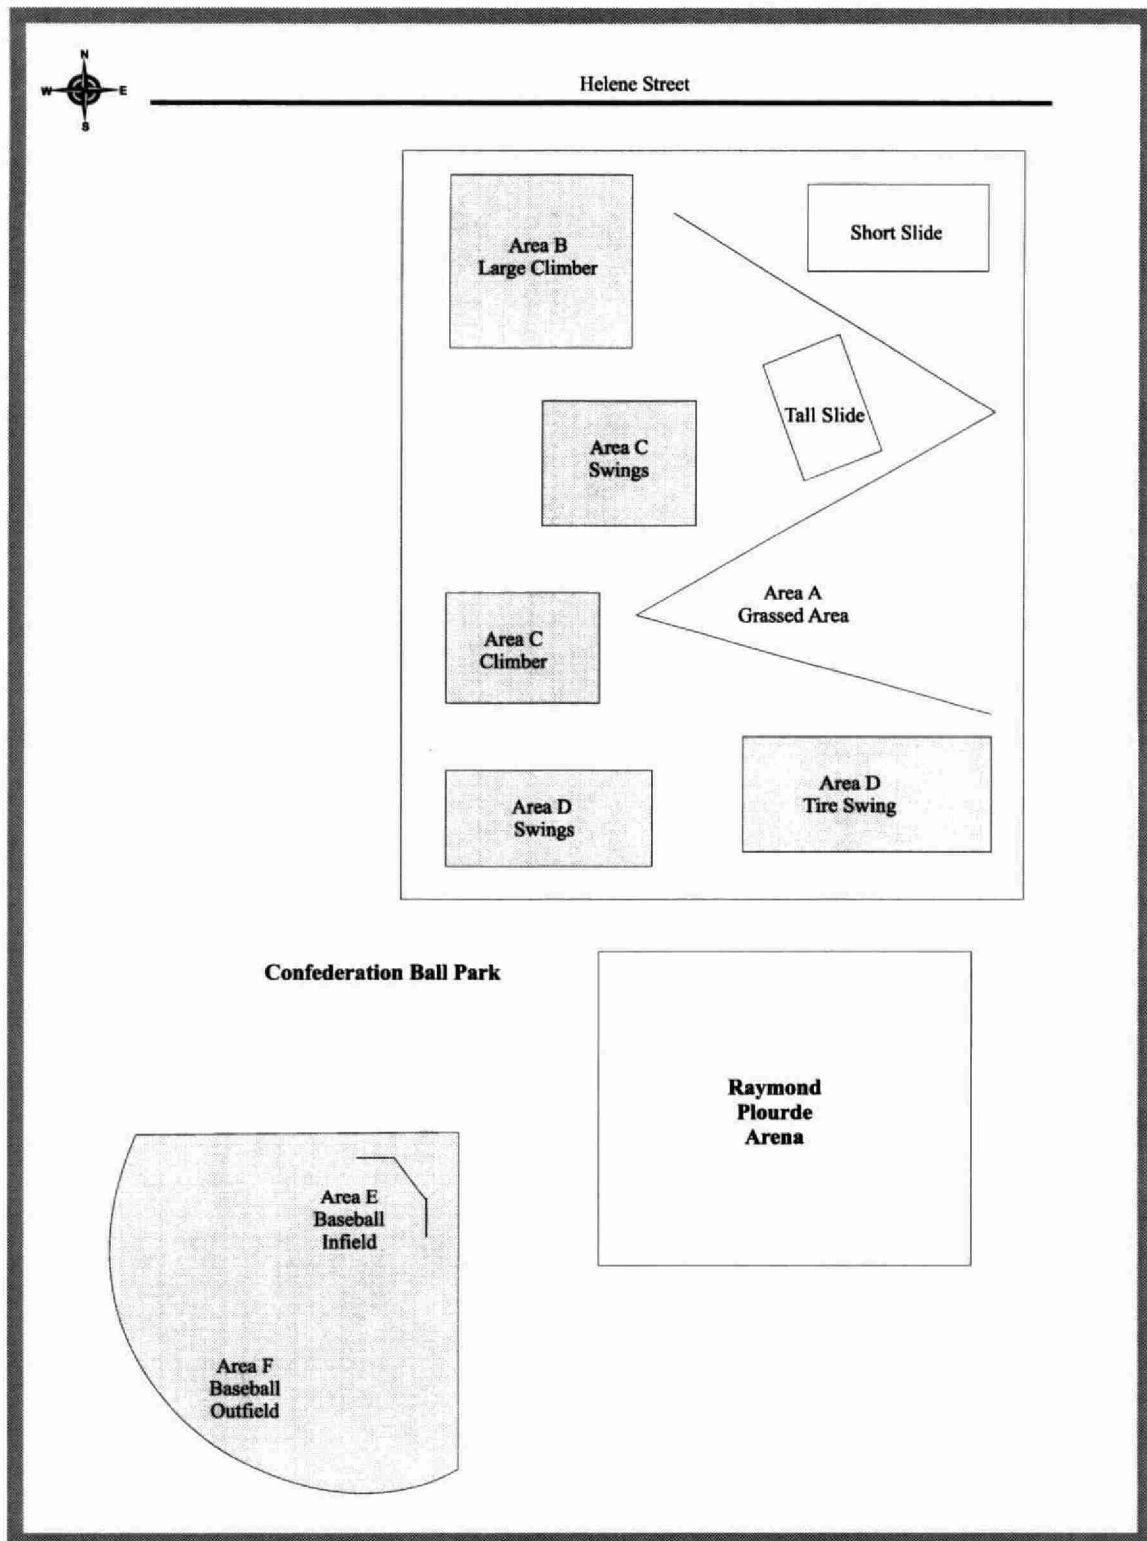 N
W E
S
Helene Street
Area B
Large Climber
Short Slide
Tall Slide
Area C
Swings
Area A
Grassed Area
Area C
Climber
Area D
Swings
Area D
Tire Swing
Confederation Ball Park
Raymond
Plourde
Arena
Area E
Baseball
Infield
Area F
Baseball
Outfield